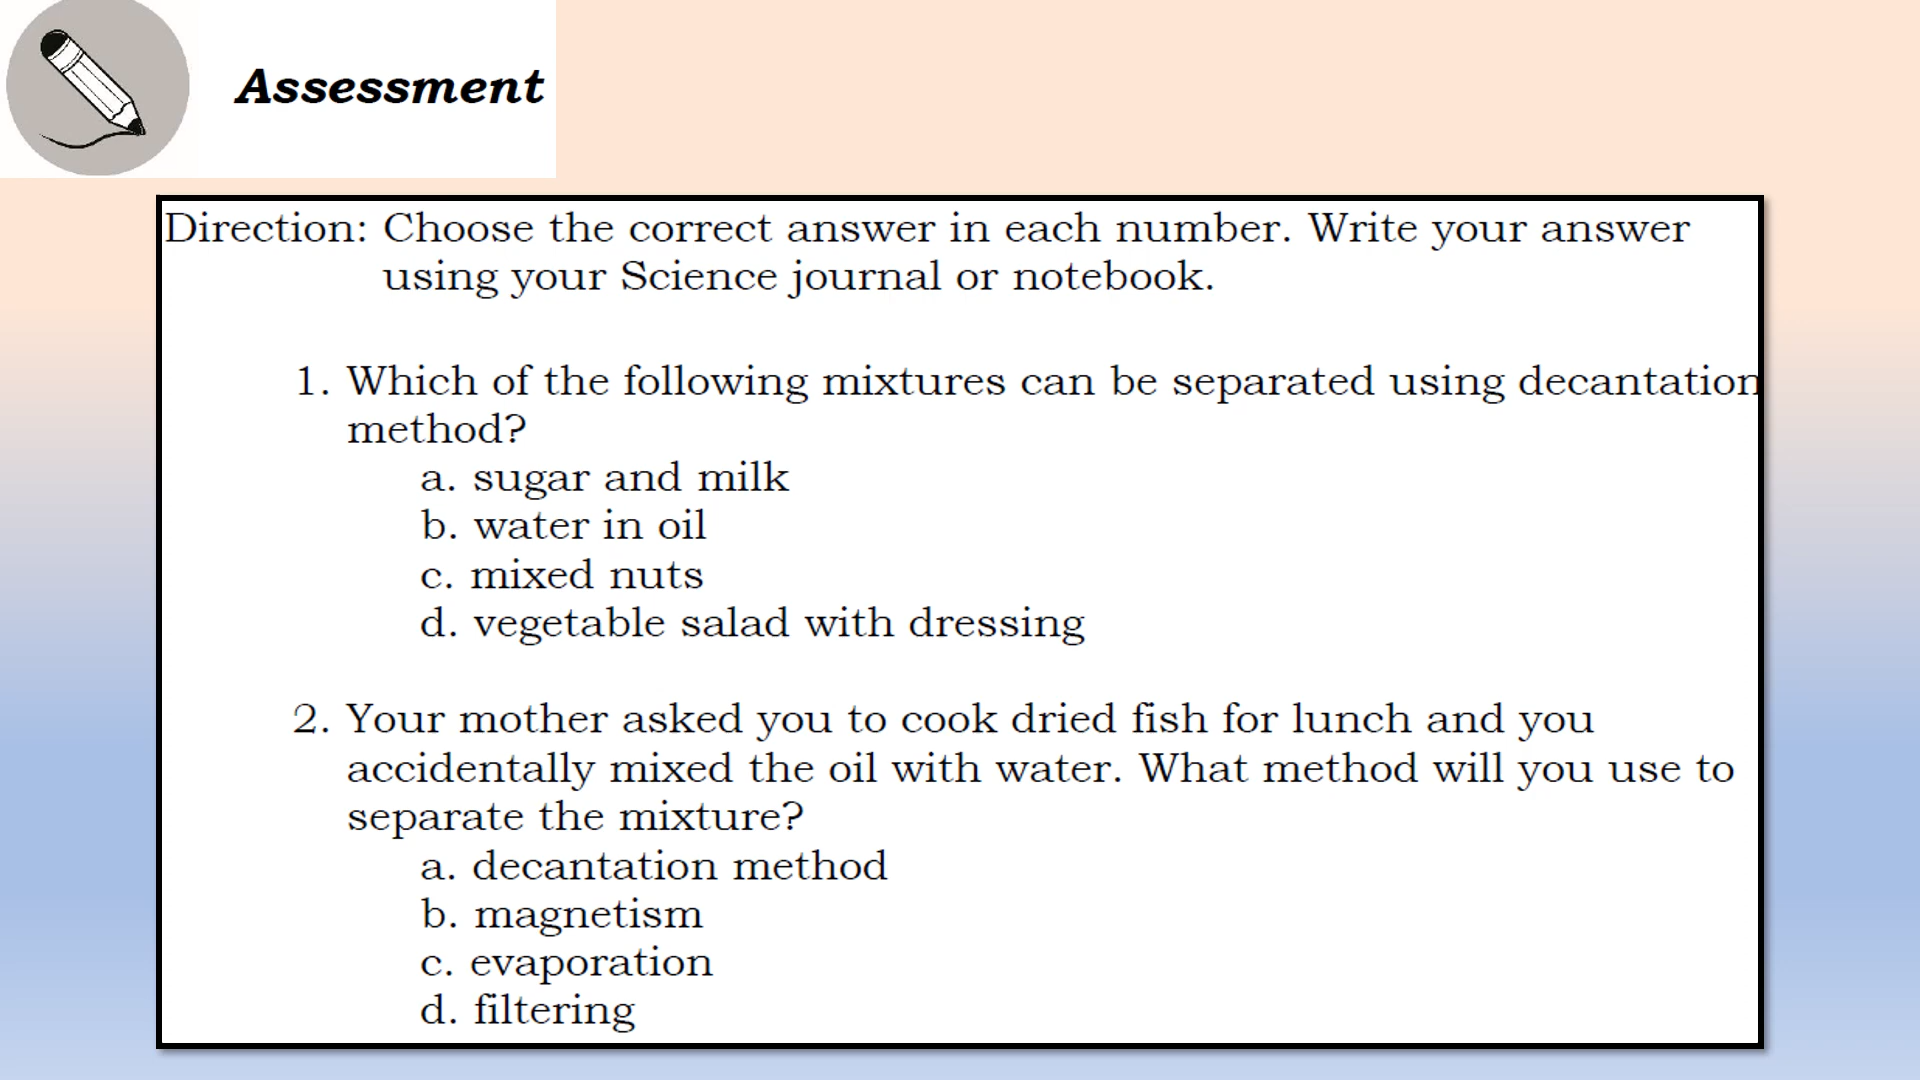 Assessment
Direction: Choose the correct answer in each number. Write your answer
using your Science journal or notebook.
1. Which of the following mixtures can be separated using decantation
method?
a. sugar and milk
b. water in oil
c. mixed nuts
d. vegetable salad with dressing
2. Your mother asked you to cook dried fish for lunch and you
accidentally mixed the oil with water. What method will you use to
separate the mixture?
a. decantation method
b. magnetism
c. evaporation
d. filtering